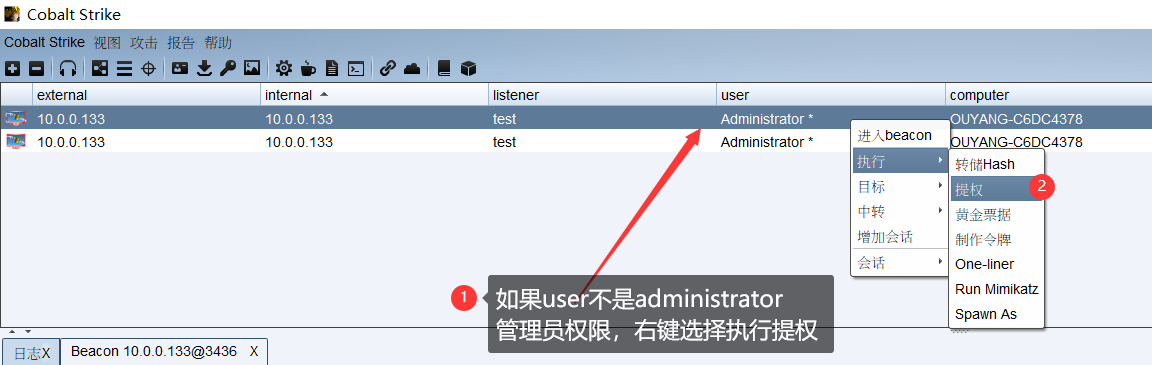 Cobalt Strike
Cobalt Strike 视图 攻击 报告 帮助
external internal listener user computer
10.0.0.133 10.0.0.133 test Administrator * OUYANG-C6DC4378
10.0.0.133 10.0.0.133 test Administrator * OUYANG-C6DC4378
进入beacon
执行
目标
中转
增加会话
会话
转储Hash
提权
2
黄金票据
制作令牌
One-liner
Run Mimikatz
Spawn As
1
如果user不是administrator
管理员权限，右键选择执行提权
日志X Beacon 10.0.0.133@3436 X